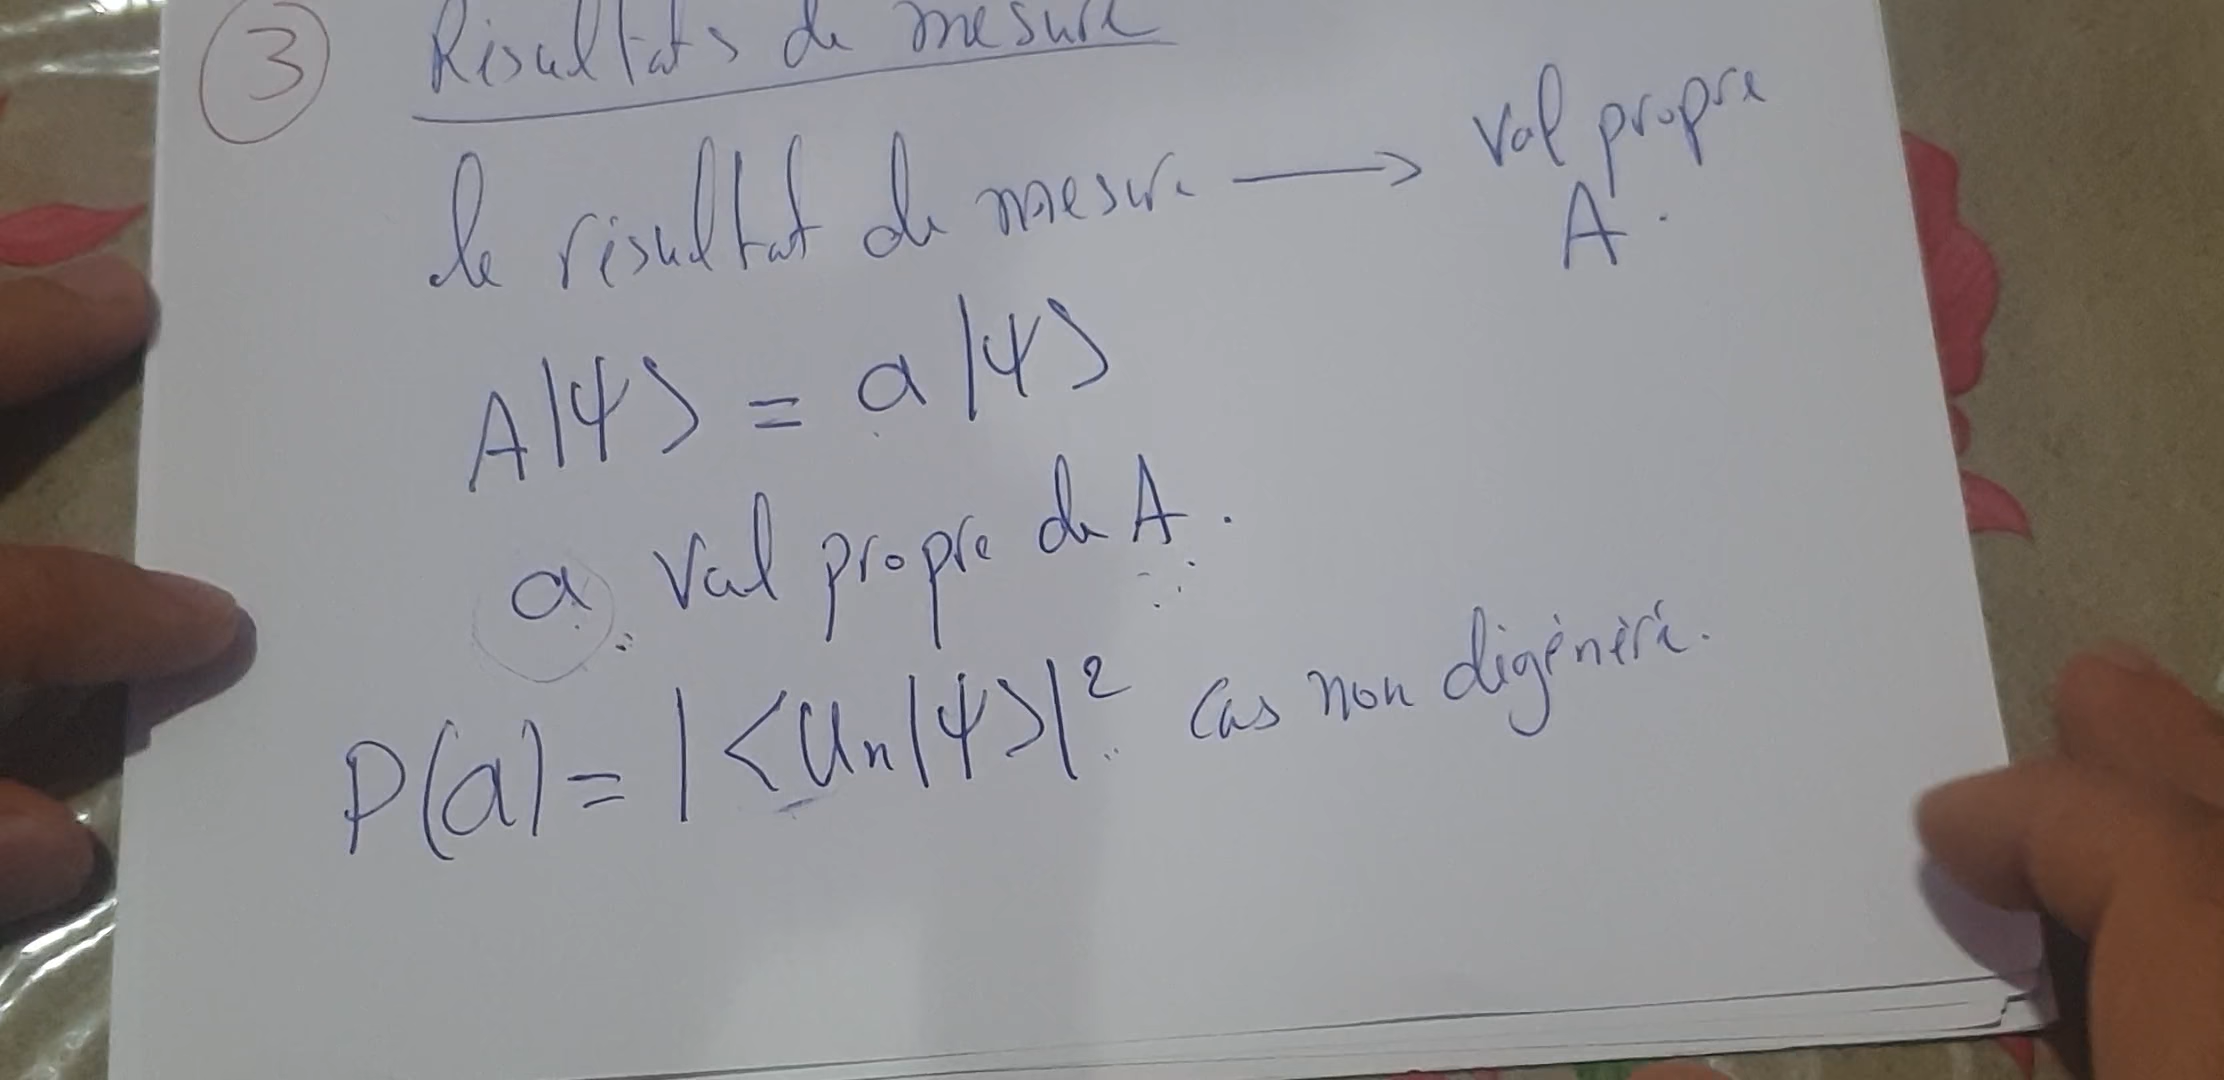 ③ Résultats de mesure
le résultat de mesure ⟶ Val propre A.
A|Ψ> = a|Ψ>
a val propre de A.
P(a) = |<Un|Ψ>|² Cas non dégénéré.